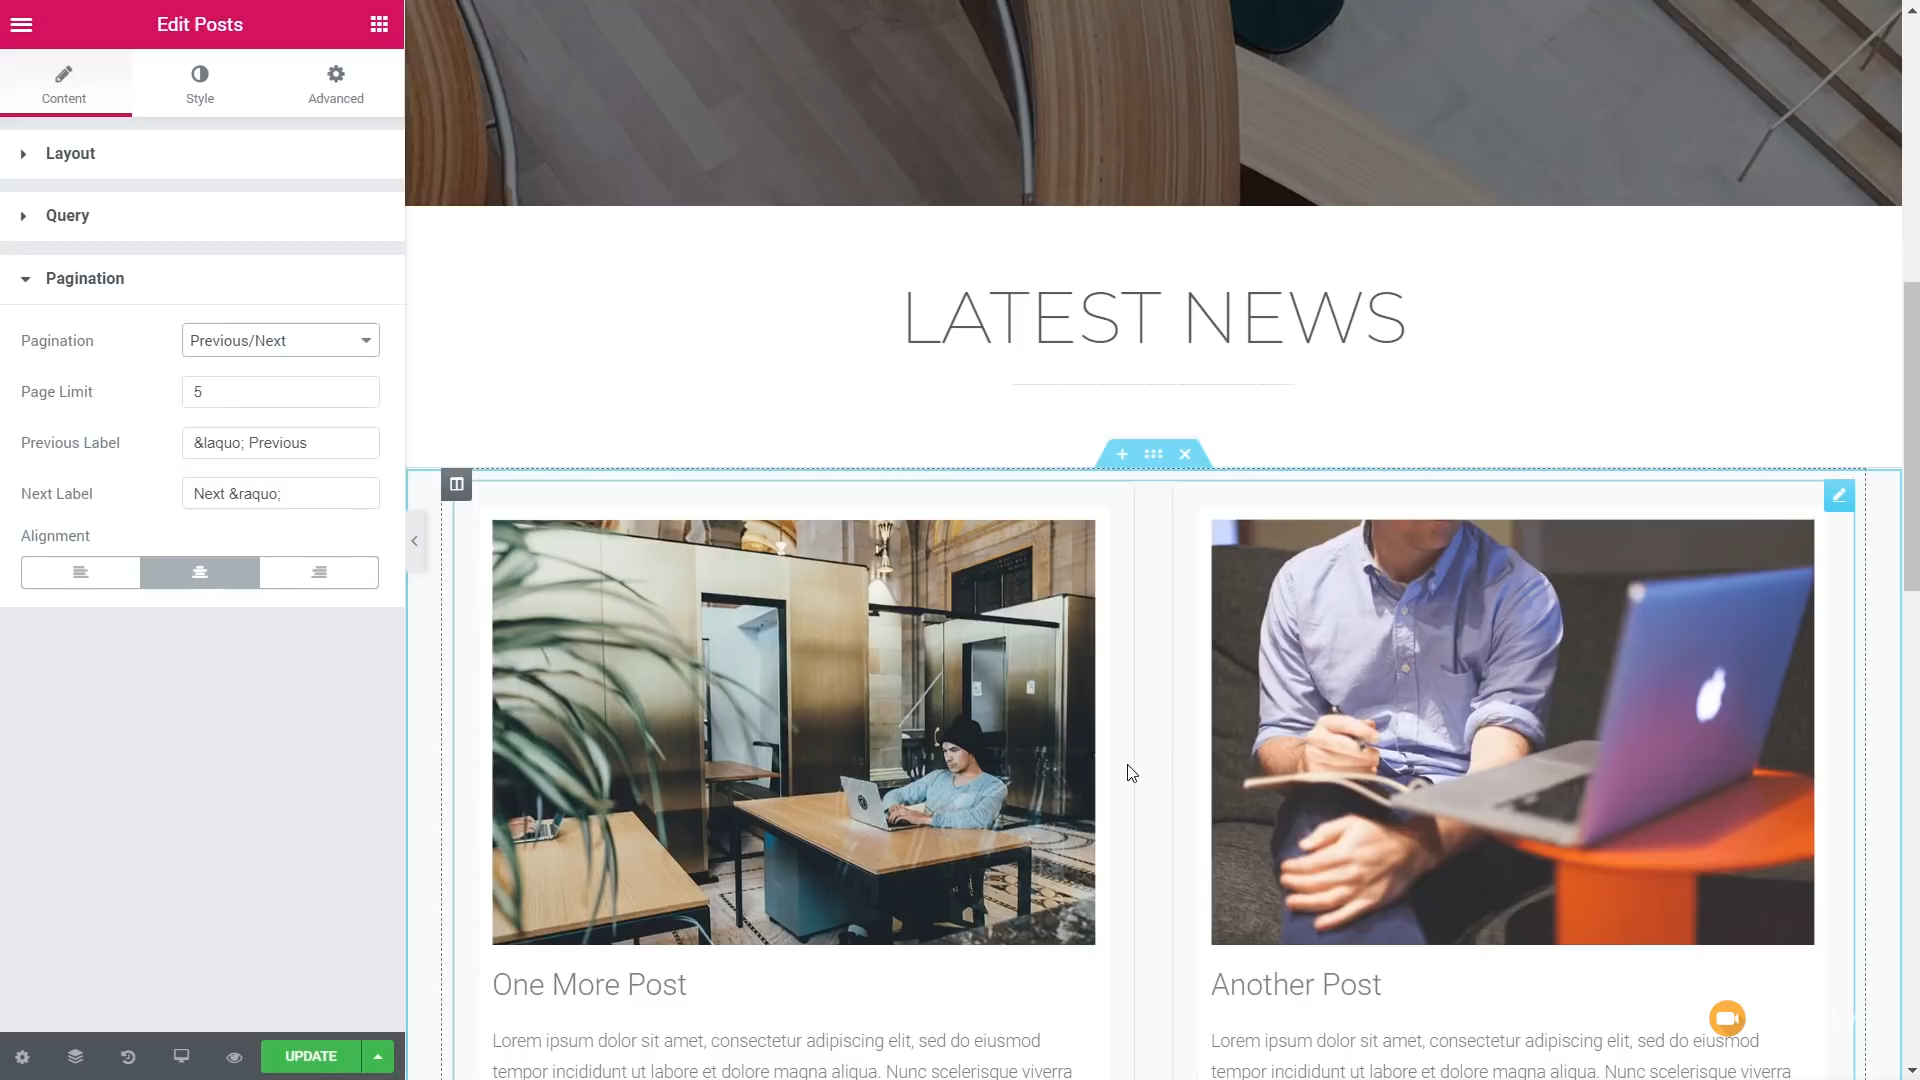 Edit Posts
Content
Style
Advanced
Layout
Query
Pagination
Pagination
Previous/Next
Page Limit
5
Previous Label
&laquo; Previous
Next Label
Next &raquo;
Alignment
UPDATE
LATEST NEWS
One More Post
Lorem ipsum dolor sit amet, consectetur adipiscing elit, sed do eiusmod
tempor incididunt ut labore et dolore magna aliqua. Nunc scelerisque viverra
Another Post
Lorem ipsum dolor sit amet, consectetur adipiscing elit, sed do eiusmod
tempor incididunt ut labore et dolore magna aliqua. Nunc scelerisque viverra